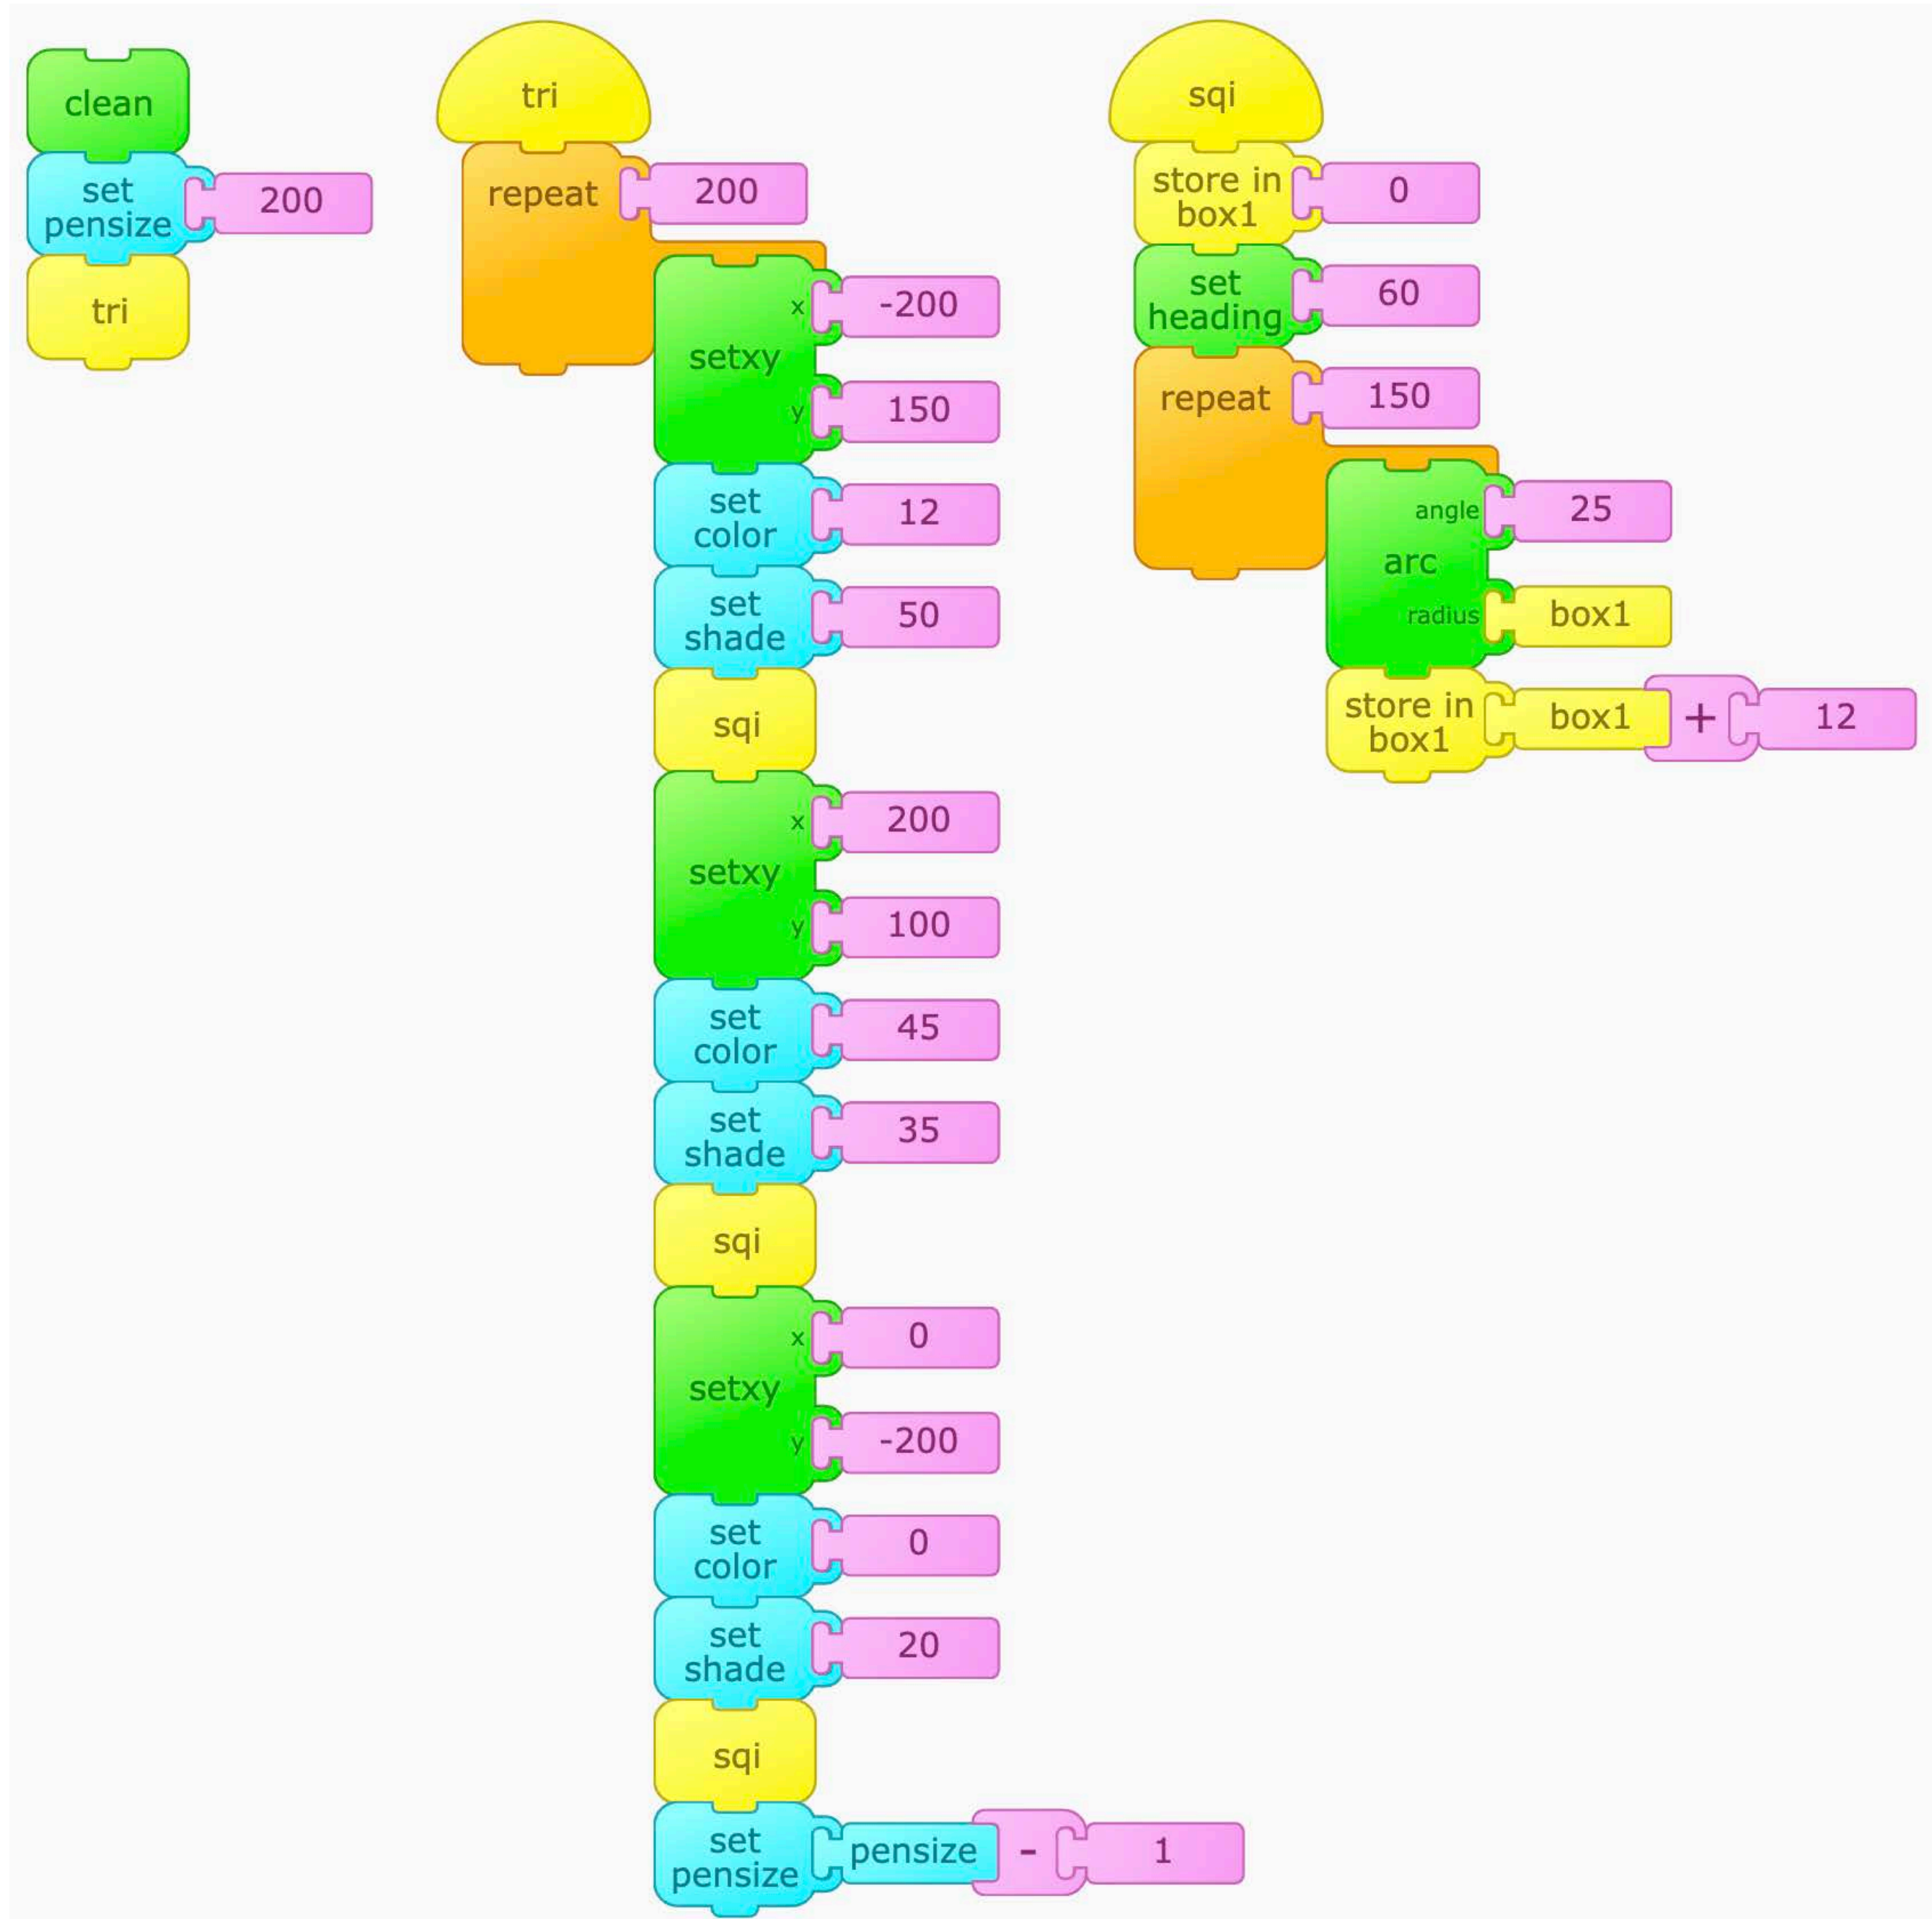 clean
set
pensize
200
tri
tri
repeat
200
x
-200
setxy
y
150
set
color
12
set
shade
50
sqi
x
200
setxy
y
100
set
color
45
set
shade
35
sqi
x
0
setxy
y
-200
set
color
0
set
shade
20
sqi
set
pensize
pensize - 1
sqi
store in
box1
0
set
heading
60
repeat
150
angle
25
arc
radius
box1
store in
box1
box1 + 12